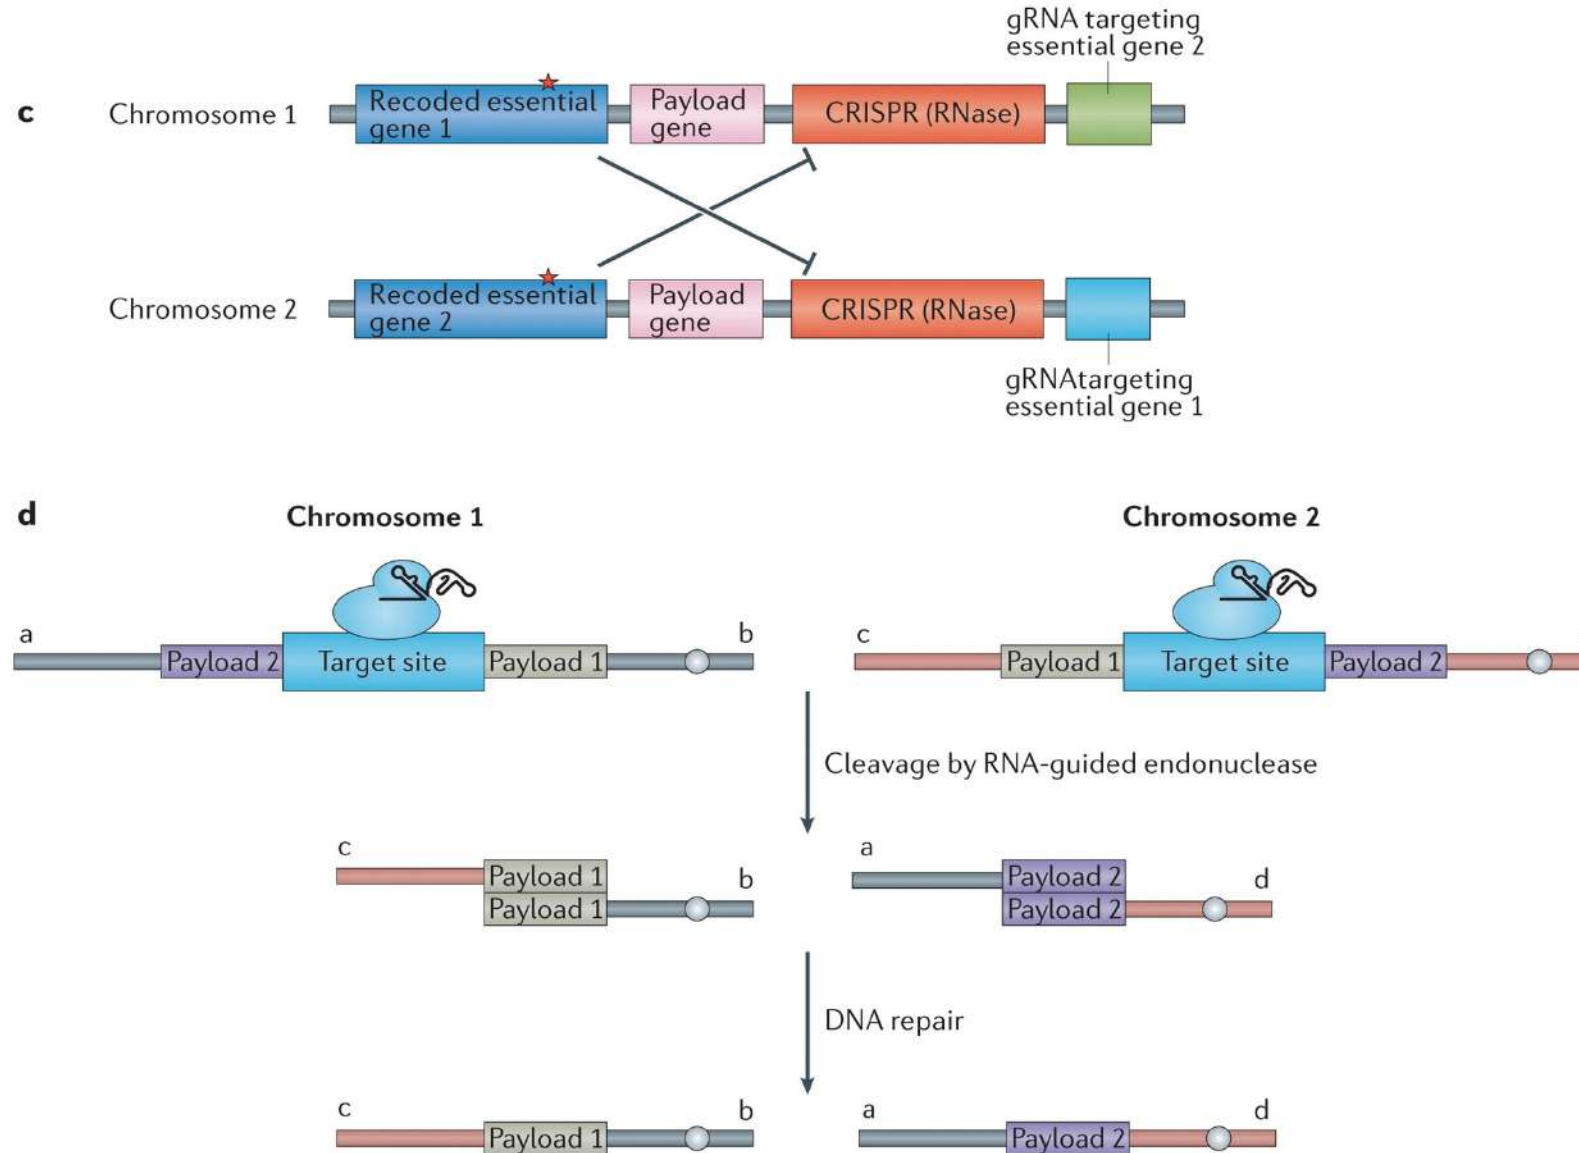 gRNA targeting
essential gene 2
c
Chromosome 1
Recoded essential
gene 1
Payload
gene
CRISPR (RNase)
Chromosome 2
Recoded essential
gene 2
Payload
gene
CRISPR (RNase)
gRNAtargeting
essential gene 1
d
Chromosome 1
Chromosome 2
a
b
c
Payload 2
Target site
Payload 1
Payload 1
Target site
Payload 2
Cleavage by RNA-guided endonuclease
c
Payload 1
b
Payload 1
a
Payload 2
d
Payload 2
DNA repair
c
b
a
d
Payload 1
Payload 2